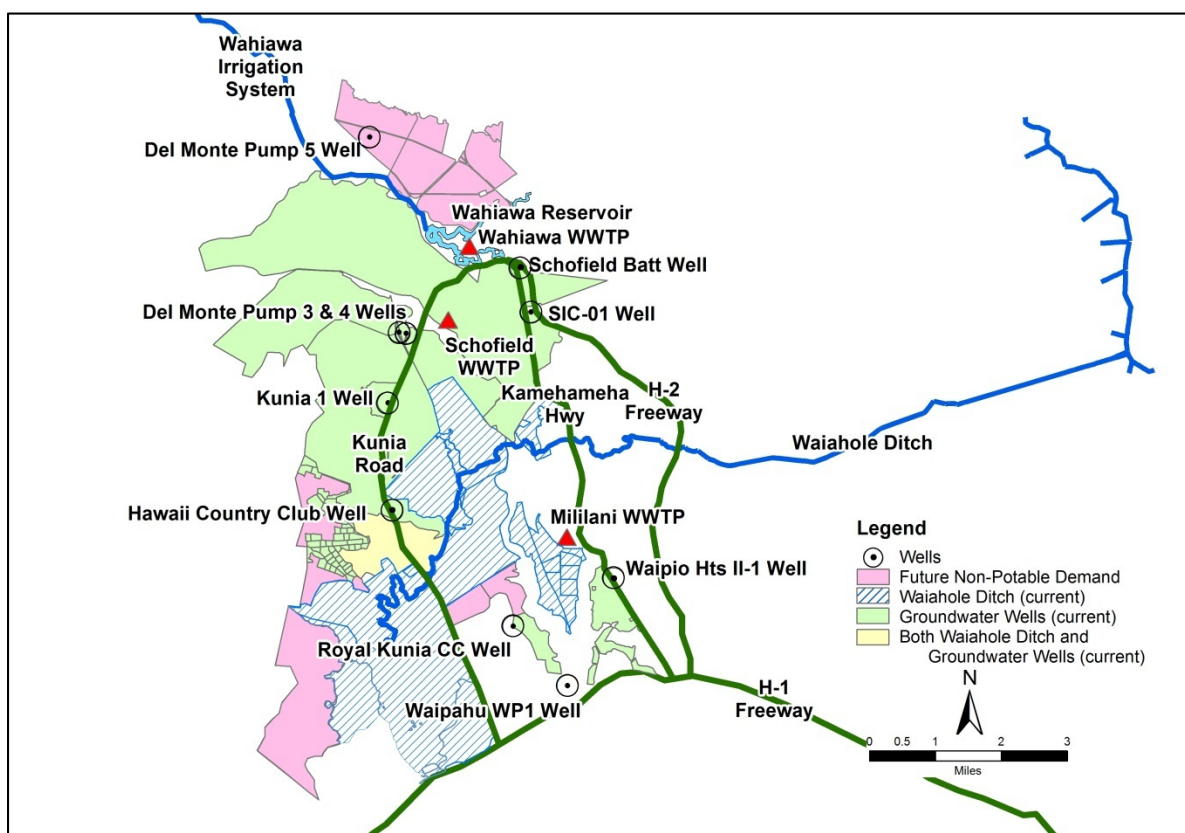 Wahiawa
Irrigation
System
Del Monte Pump 5 Well
Wahiawa Reservoir
Wahiawa WWTP
Schofield Batt Well
Del Monte Pump 3 & 4 Wells
SIC-01 Well
Schofield
WWTP
Kunia 1 Well
Kamehameha
Hwy
H-2
Freeway
Kunia
Road
Waiahole Ditch
Hawaii Country Club Well
Mililani WWTP
Waipio Hts II-1 Well
Royal Kunia CC Well
Waipahu WP1 Well
H-1
Freeway
Legend
Wells
Future Non-Potable Demand
Waiahole Ditch (current)
Groundwater Wells (current)
Both Waiahole Ditch and
Groundwater Wells (current)
N
0 0.5 1 2 3
Miles